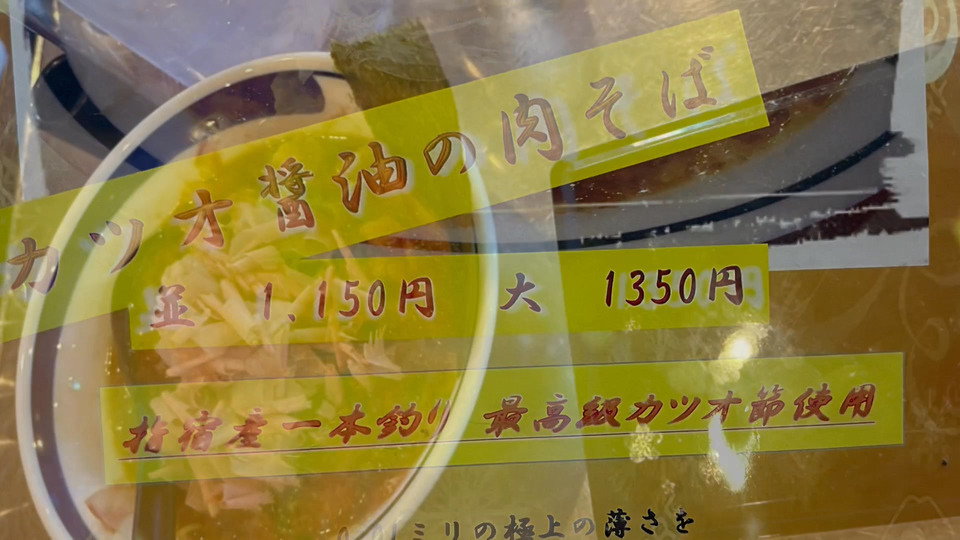 カツオ醤油の肉そば
並 1,150円 大 1350円
指宿産一本釣り 最高級カツオ節使用
ミリの極上の薄さを